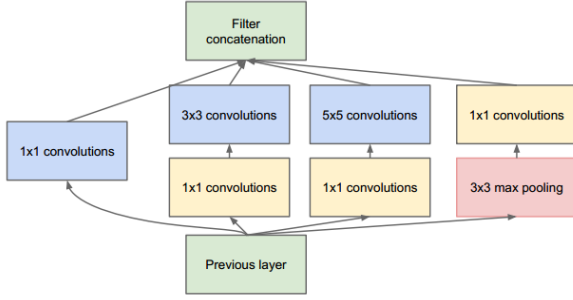 Filter
concatenation
3x3 convolutions
5x5 convolutions
1x1 convolutions
1x1 convolutions
1x1 convolutions
1x1 convolutions
3x3 max pooling
Previous layer